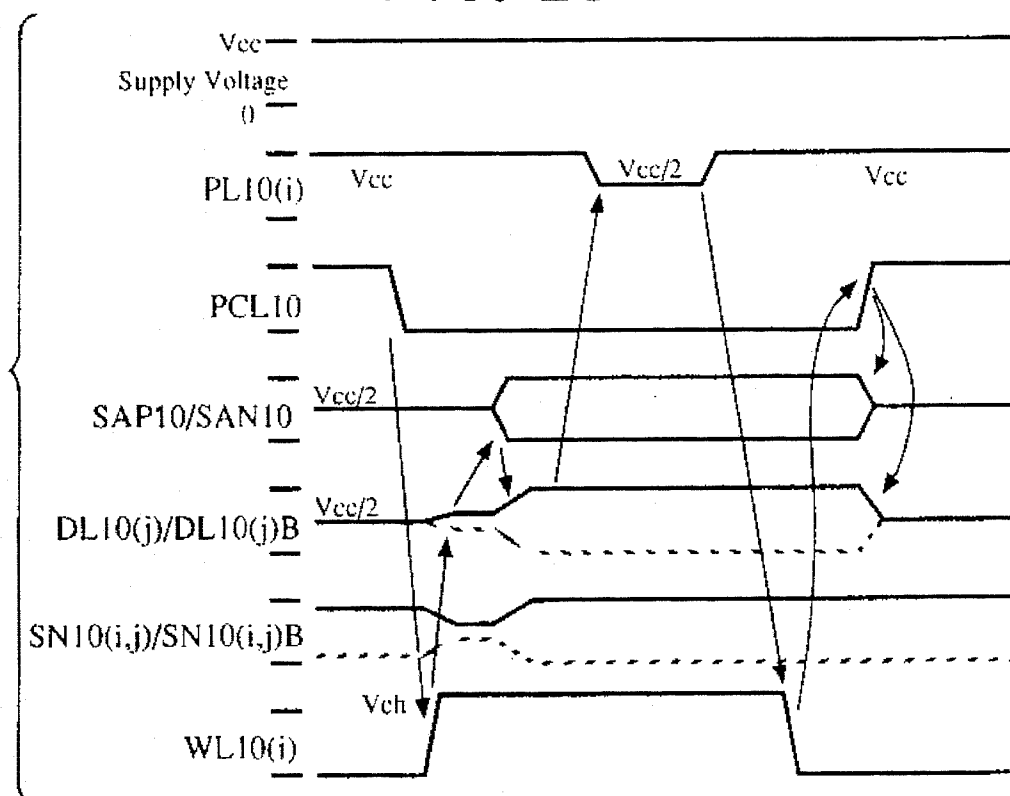 Vcc
Supply Voltage
0
PL10(i)
Vcc
Vcc/2
Vcc
PCL10
SAP10/SAN10
Vcc/2
DL10(j)/DL10(j)B
Vcc/2
SN10(i,j)/SN10(i,j)B
Vch
WL10(i)